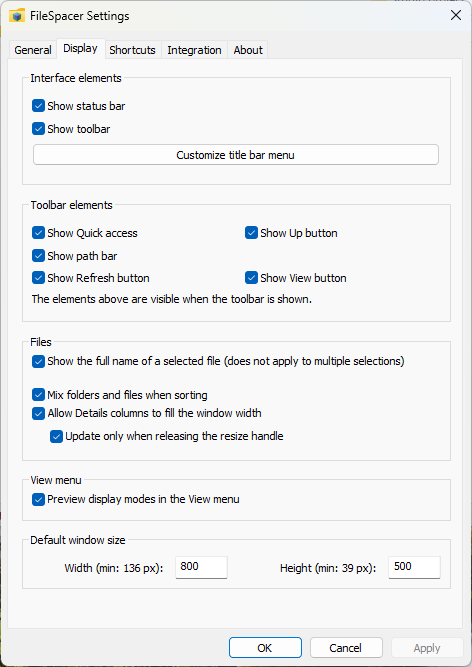 FileSpacer Settings
General Display Shortcuts Integration About
Interface elements
Show status bar
Show toolbar
Customize title bar menu
Toolbar elements
Show Quick access Show Up button
Show path bar
Show Refresh button Show View button
The elements above are visible when the toolbar is shown.
Files
Show the full name of a selected file (does not apply to multiple selections)
Mix folders and files when sorting
Allow Details columns to fill the window width
Update only when releasing the resize handle
View menu
Preview display modes in the View menu
Default window size
Width (min: 136 px): 800 Height (min: 39 px): 500
OK Cancel Apply